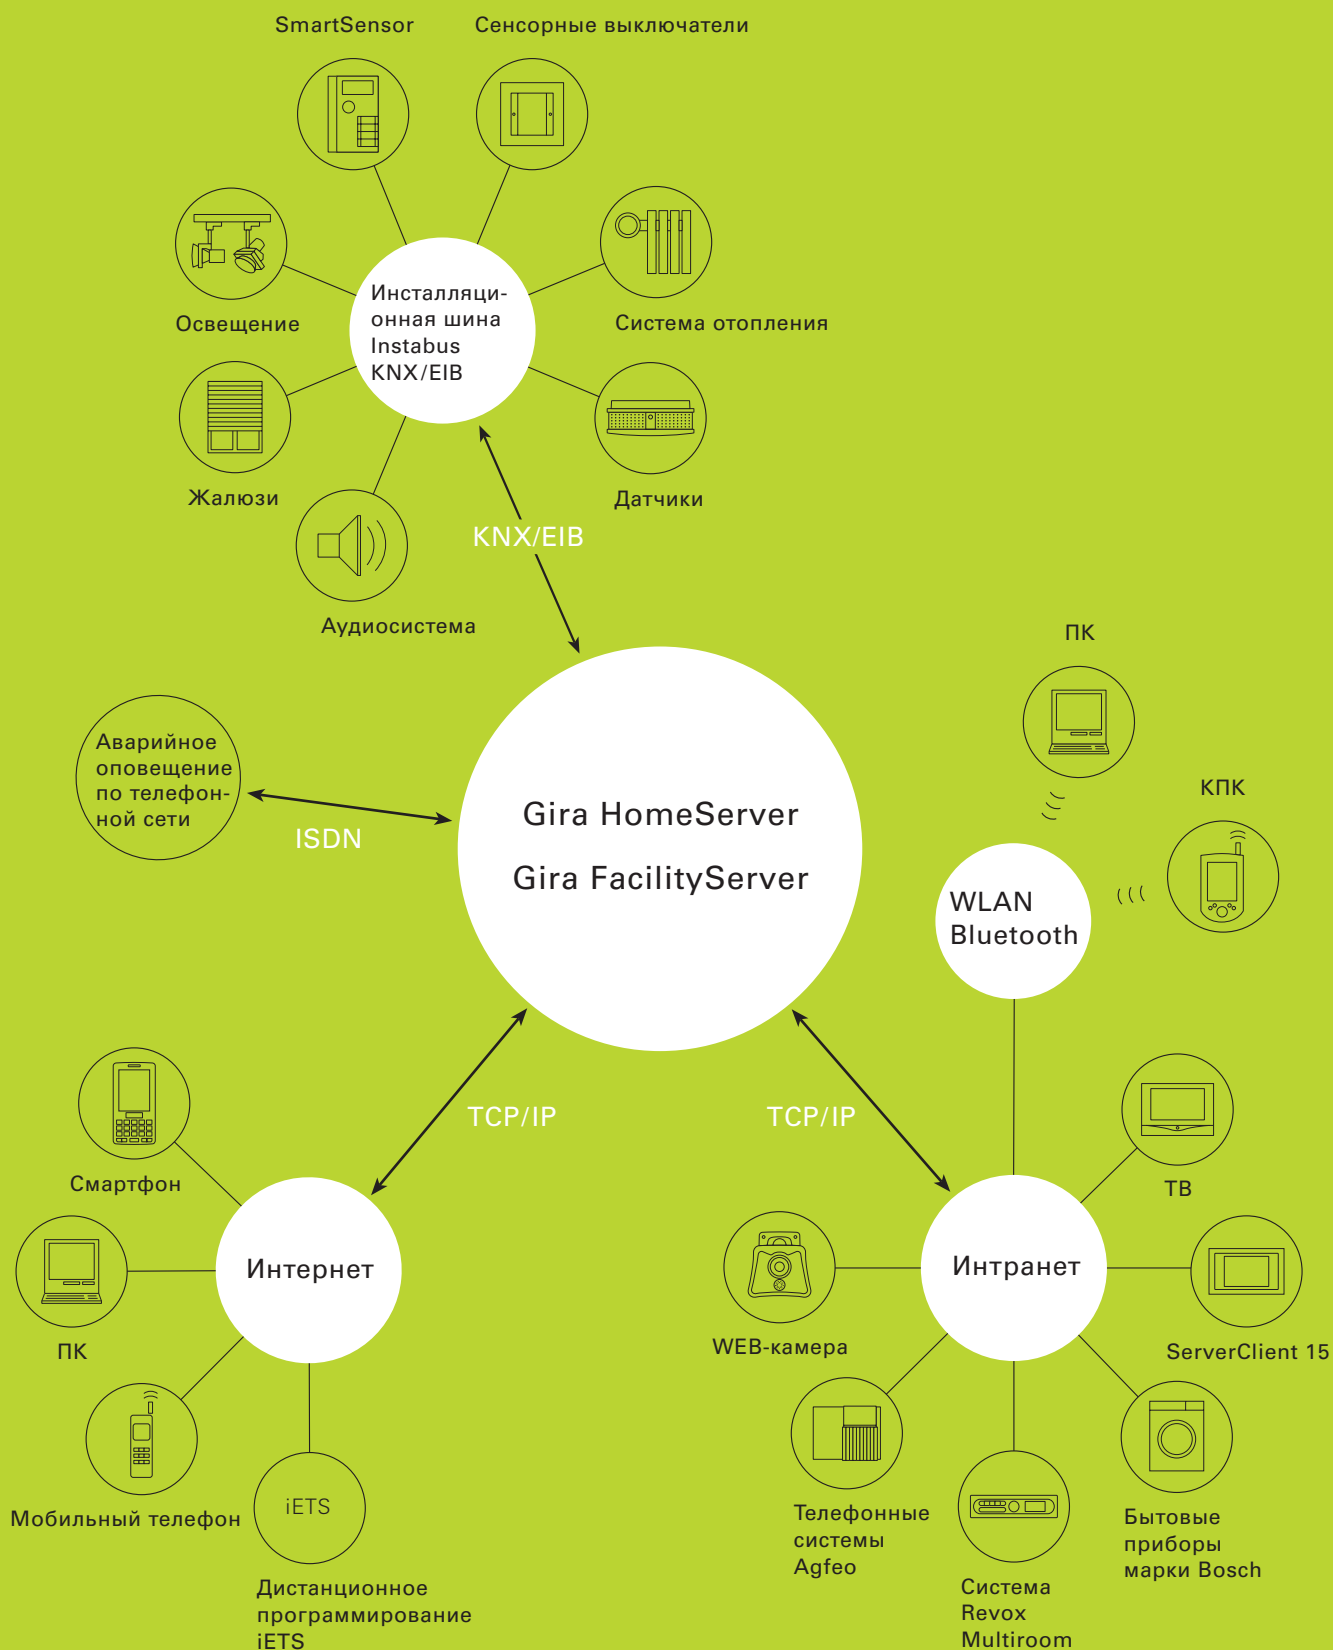 SmartSensor
Сенсорные выключатели
Освещение
Инсталляци-
онная шина
Instabus
KNX/EIB
Система отопления
Жалюзи
Датчики
KNX/EIB
Аудиосистема
ПК
Аварийное
оповещение
по телефон-
ной сети
ISDN
Gira HomeServer
Gira FacilityServer
КПК
WLAN
Bluetooth
TCP/IP
TCP/IP
Смартфон
ТВ
Интернет
ПК
Интранет
WEB-камера
ServerClient 15
Мобильный телефон
iETS
Дистанционное
программирование
iETS
Телефонные
системы
Agfeo
Система
Revox
Multiroom
Бытовые
приборы
марки Bosch